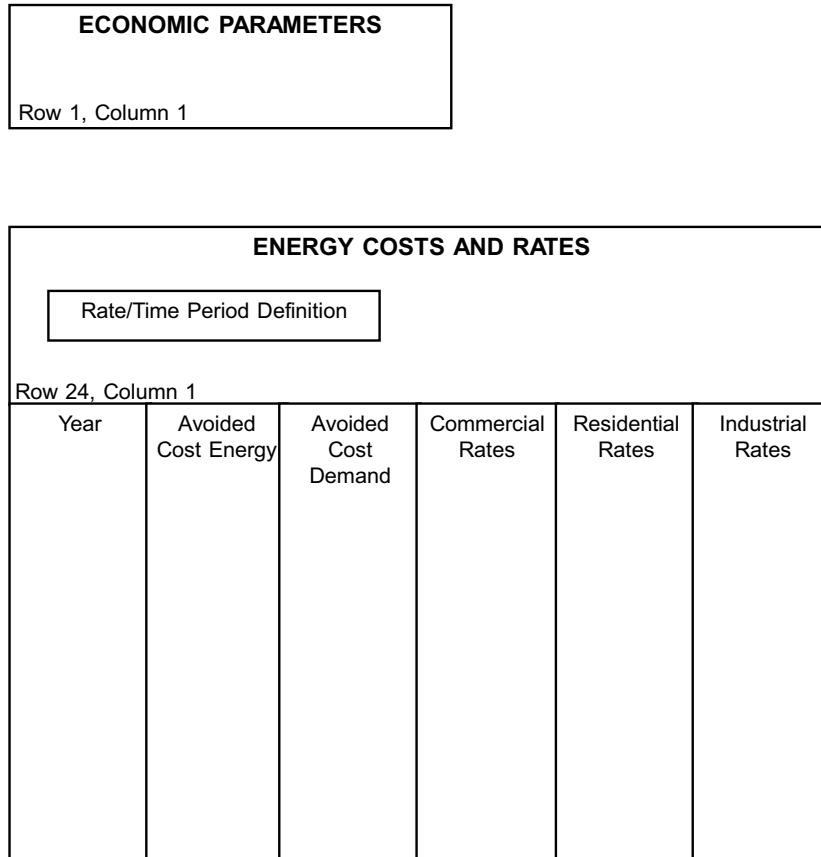 ECONOMIC PARAMETERS
Row 1, Column 1
ENERGY COSTS AND RATES
Rate/Time Period Definition
Row 24, Column 1
Year
Avoided
Cost Energy
Avoided
Cost
Demand
Commercial
Rates
Residential
Rates
Industrial
Rates